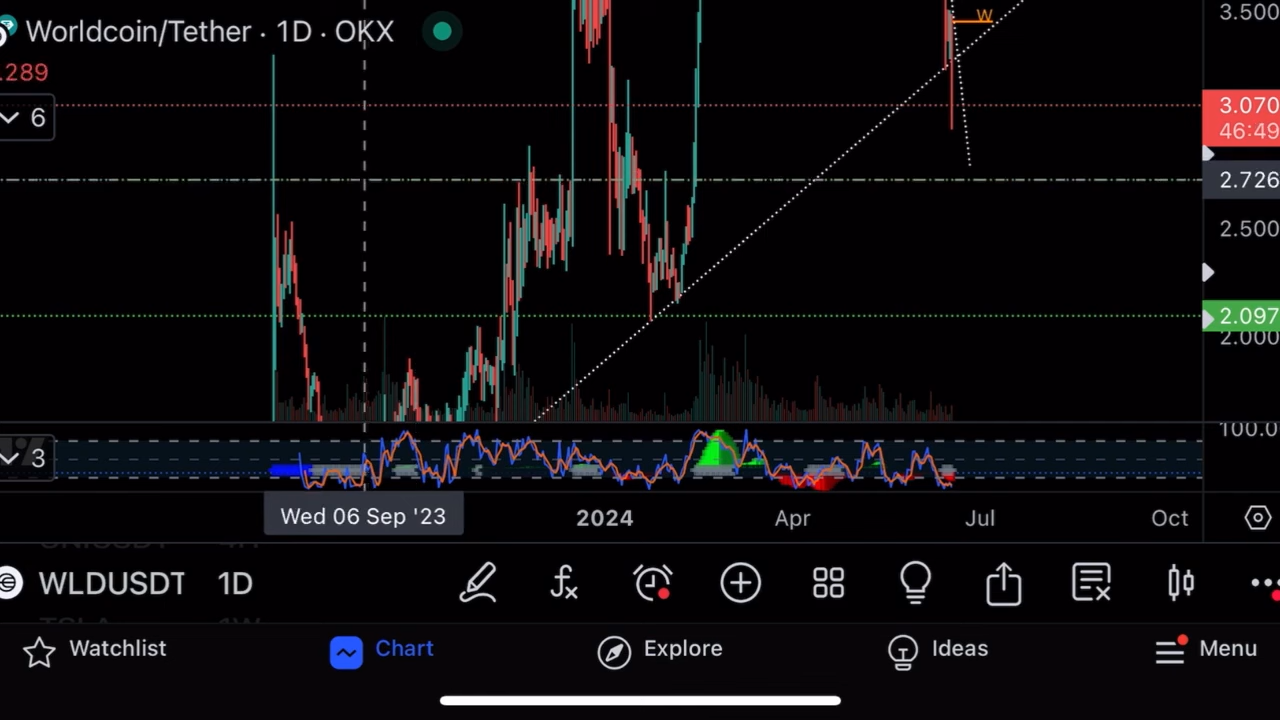 Worldcoin/Tether · 1D · OKX
.289
6
W
3.500
3.070
46:49
2.726
2.500
2.097
2.000
100.0
3
Wed 06 Sep '23
2024
Apr
Jul
Oct
WLDUSDT 1D
Watchlist
Chart
Explore
Ideas
Menu